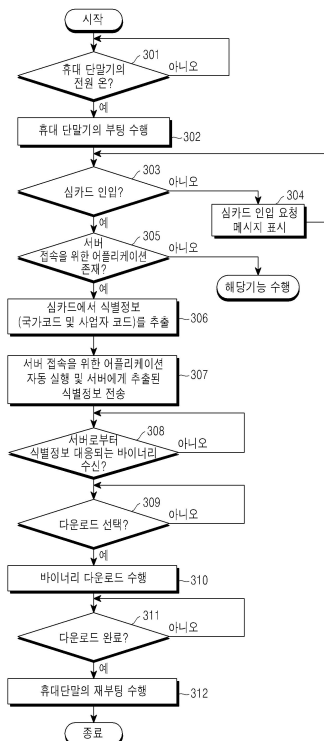 시작
301
휴대 단말기의
전원 온?
아니오
예
휴대 단말기의 부팅 수행
302
303
심카드 인입?
아니오
304
심카드 인입 요청
메시지 표시
예
305
서버
접속을 위한 어플리케이션
존재?
아니오
해당기능 수행
예
심카드에서 식별정보
(국가코드 및 사업자 코드)를 추출
306
서버 접속을 위한 어플리케이션
자동 실행 및 서버에게 추출된
식별정보 전송
307
308
서버로부터
식별정보 대응되는 바이너리
수신?
아니오
예
309
다운로드 선택?
아니오
예
바이너리 다운로드 수행
310
311
다운로드 완료?
아니오
예
휴대단말의 재부팅 수행
312
종료